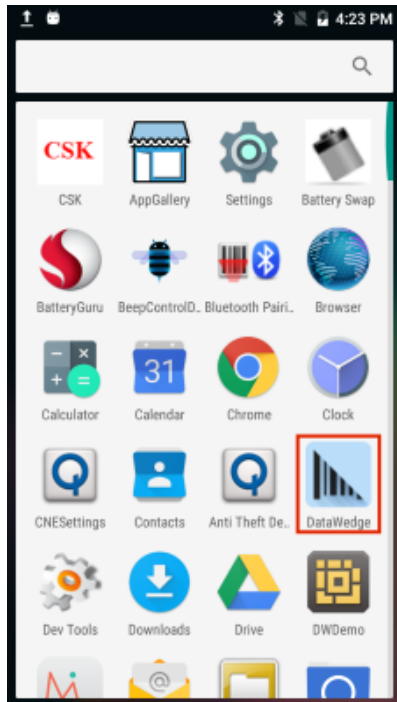 4:23 PM
CSK
CSK AppGallery Settings Battery Swap
BatteryGuru BeepControlD.. Bluetooth Pairi.. Browser
31
Calculator Calendar Chrome Clock
CNESettings Contacts Anti Theft De.. DataWedge
Dev Tools Downloads Drive DWDemo